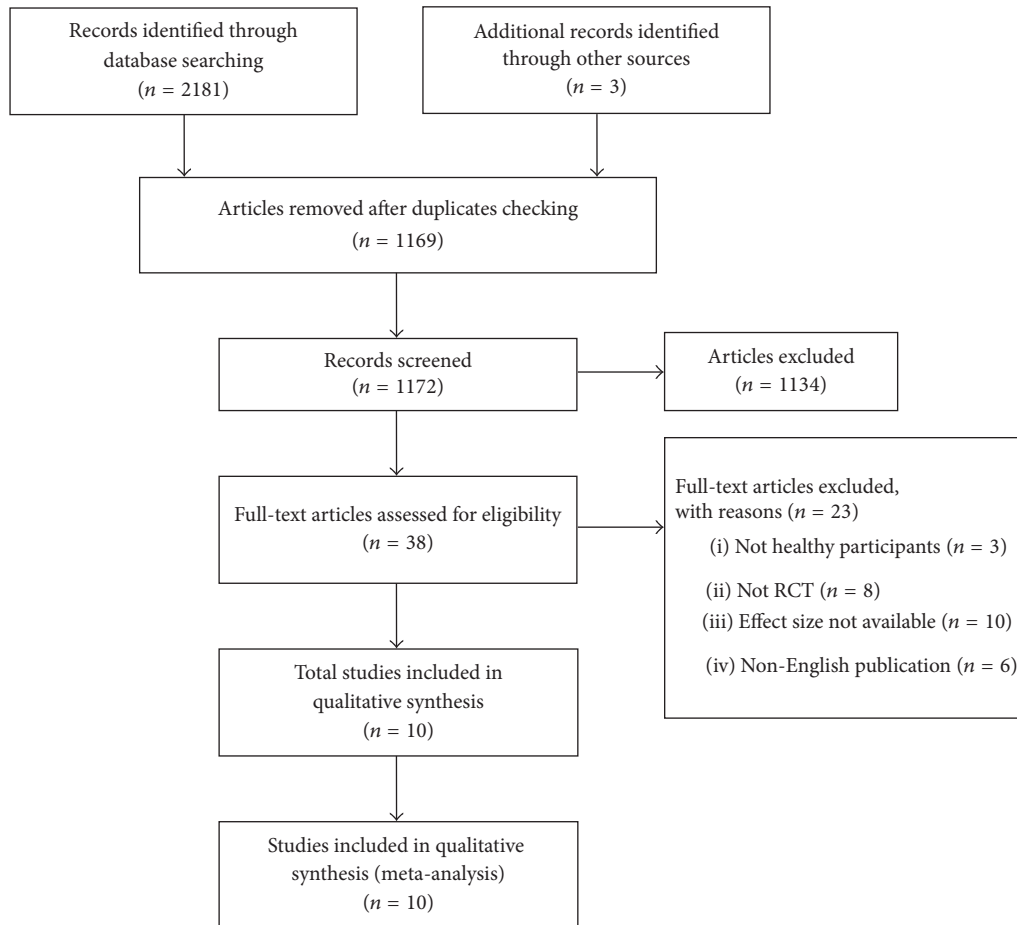 Records identified through
database searching
(n = 2181)
Additional records identified
through other sources
(n = 3)
Articles removed after duplicates checking
(n = 1169)
Records screened
(n = 1172)
Articles excluded
(n = 1134)
Full-text articles assessed for eligibility
(n = 38)
Full-text articles excluded,
with reasons (n = 23)
(i) Not healthy participants (n = 3)
(ii) Not RCT (n = 8)
(iii) Effect size not available (n = 10)
(iv) Non-English publication (n = 6)
Total studies included in
qualitative synthesis
(n = 10)
Studies included in qualitative
synthesis (meta-analysis)
(n = 10)